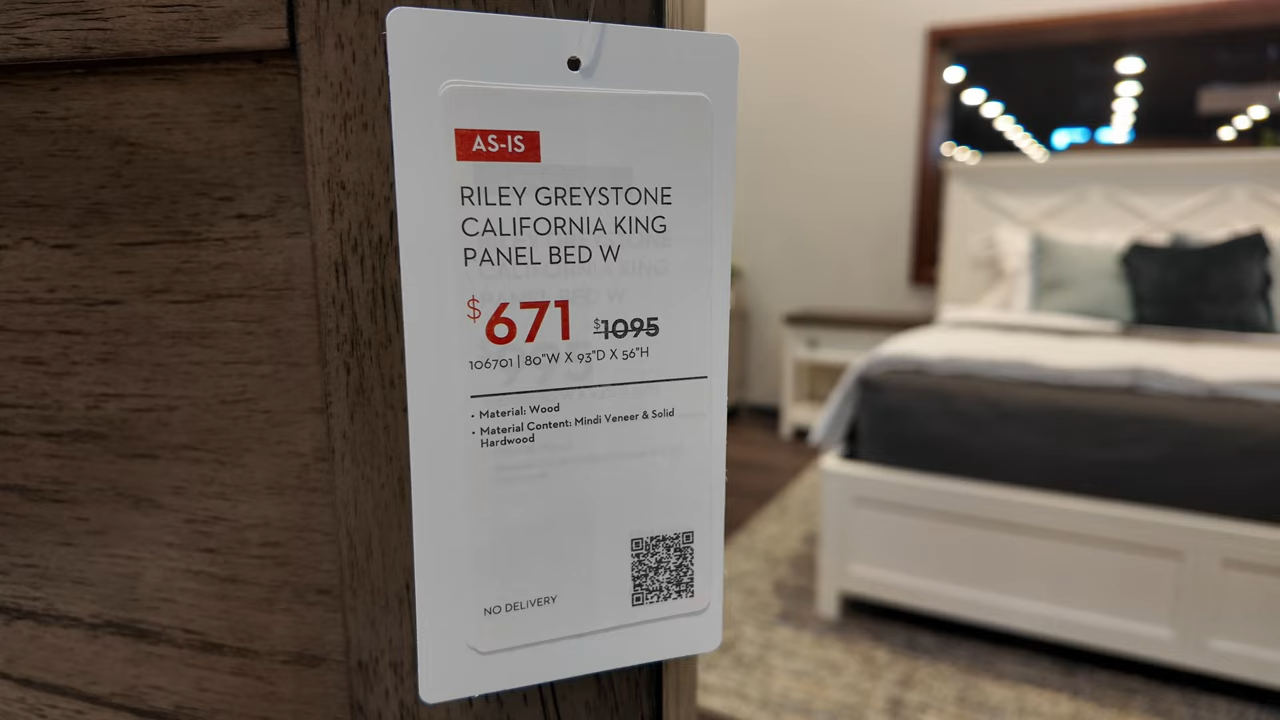 AS-IS
RILEY GREYSTONE
CALIFORNIA KING
PANEL BED W
$671 $1095
106701 | 80"W X 93"D X 56"H
• Material: Wood
• Material Content: Mindi Veneer & Solid
Hardwood
NO DELIVERY